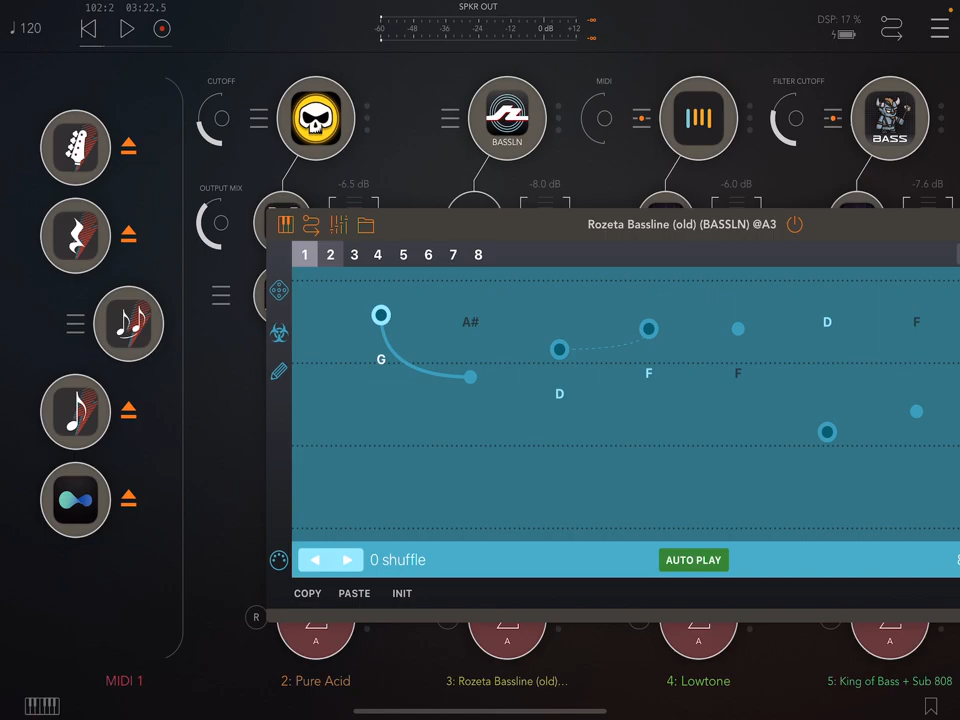 102:2 03:22.5
120
SPKR OUT
-60 -48 -36 -24 -12 0 dB +12
-∞
-∞
DSP: 17 %
CUTOFF
MIDI
FILTER CUTOFF
BASSLN
BASS
OUTPUT MIX
-6.5 dB
-8.0 dB
-6.0 dB
-7.6 dB
Rozeta Bassline (old) (BASSLN) @A3
1 2 3 4 5 6 7 8
A#
D
F
G
F
F
D
0 shuffle
AUTO PLAY
COPY PASTE INIT
R
A
A
A
A
MIDI 1
2: Pure Acid
3: Rozeta Bassline (old)...
4: Lowtone
5: King of Bass + Sub 808